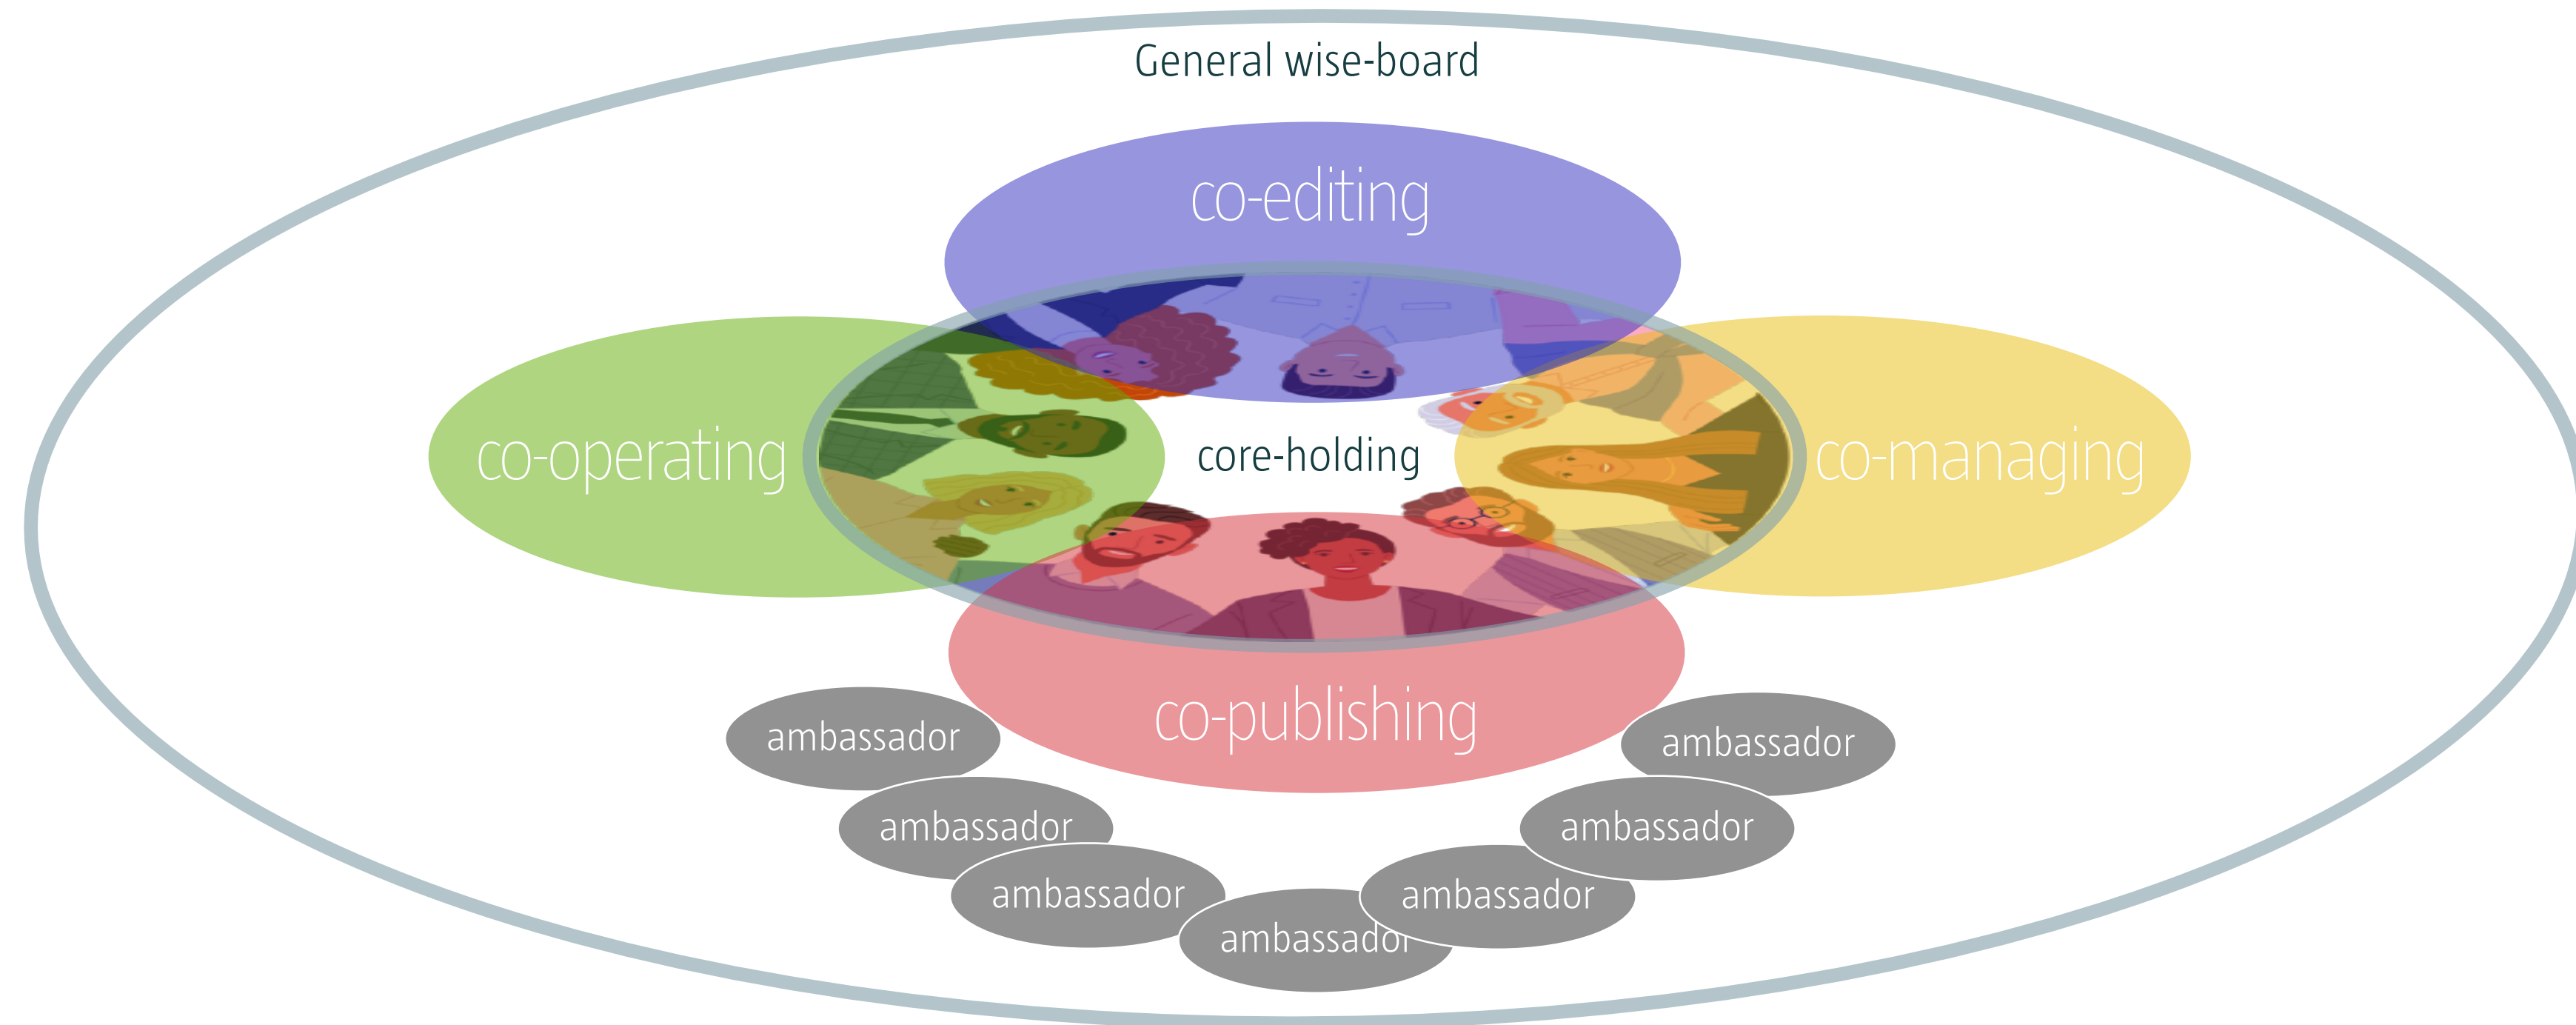 General wise-board
co-editing
co-operating
core-holding
co-managing
co-publishing
ambassador
ambassador
ambassador
ambassador
ambassador
ambassador
ambassador